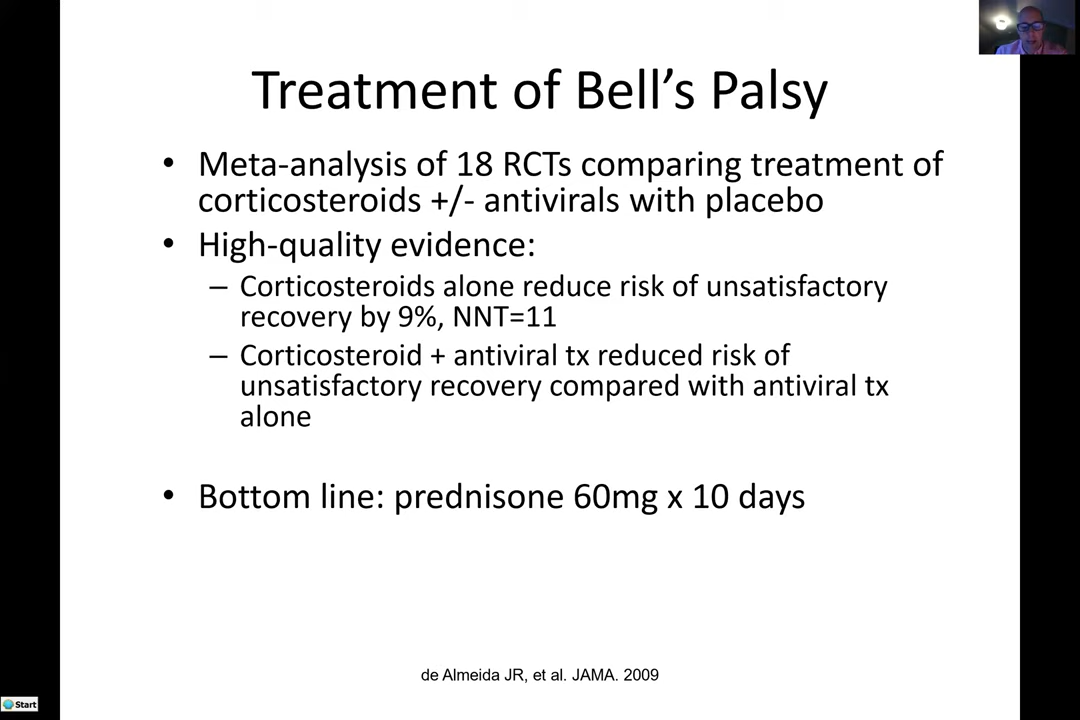 Treatment of Bell’s Palsy
• Meta-analysis of 18 RCTs comparing treatment of
corticosteroids +/- antivirals with placebo
• High-quality evidence:
– Corticosteroids alone reduce risk of unsatisfactory
recovery by 9%, NNT=11
– Corticosteroid + antiviral tx reduced risk of
unsatisfactory recovery compared with antiviral tx
alone
• Bottom line: prednisone 60mg x 10 days
de Almeida JR, et al. JAMA. 2009
Start